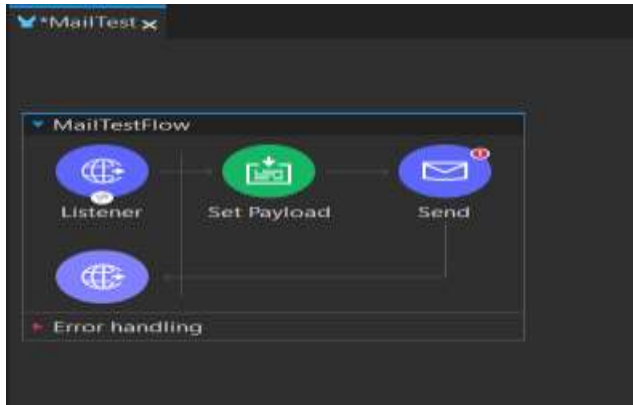 *MailTest
MailTestFlow
Listener Set Payload Send
Error handling